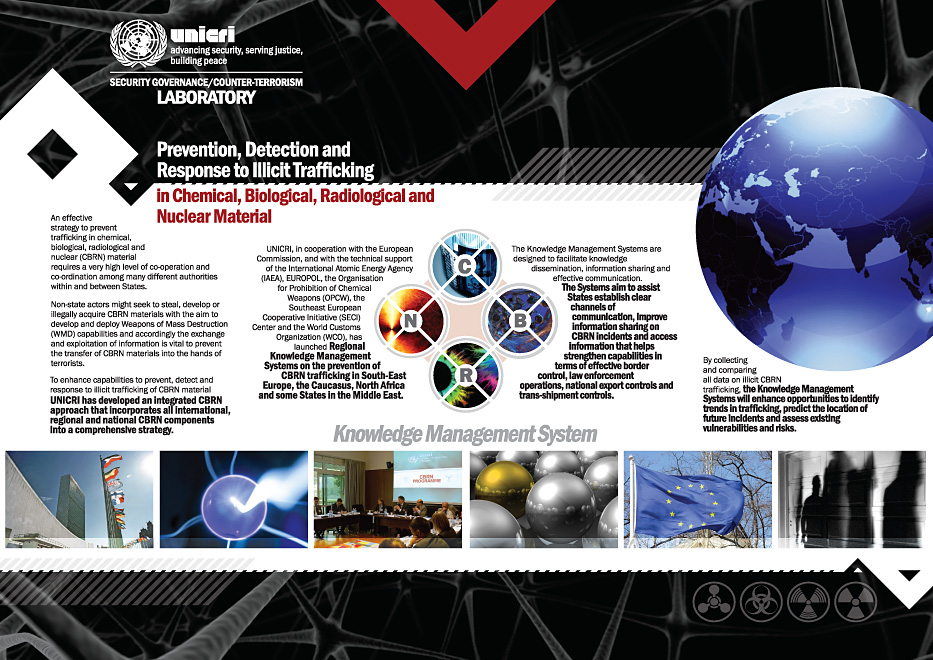 unicri
advancing security, serving justice,
building peace
SECURITY GOVERNANCE/COUNTER-TERRORISM
LABORATORY
Prevention, Detection and
Response to Illicit Trafficking
in Chemical, Biological, Radiological and
Nuclear Material
An effective
strategy to prevent
trafficking in chemical,
biological, radiological and
nuclear (CBRN) material
requires a very high level of co-operation and
co-ordination among many different authorities
within and between States.
Non-state actors might seek to steal, develop or
illegally acquire CBRN materials with the aim to
develop and deploy Weapons of Mass Destruction
(WMD) capabilities and accordingly the exchange
and exploitation of information is vital to prevent
the transfer of CBRN materials into the hands of
terrorists.
To enhance capabilities to prevent, detect and
response to illicit trafficking of CBRN material
UNICRI has developed an integrated CBRN
approach that incorporates all international,
regional and national CBRN components
into a comprehensive strategy.
UNICRI, in cooperation with the European
Commission, and with the technical support
of the International Atomic Energy Agency
(IAEA), EUROPOL, the Organisation
for Prohibition of Chemical
Weapons (OPCW), the
Southeast European
Cooperative Initiative (SECI)
Center and the World Customs
Organization (WCO), has
launched Regional
Knowledge Management
Systems on the prevention of
CBRN trafficking in South-East
Europe, the Caucasus, North Africa
and some States in the Middle East.
C
N
B
R
The Knowledge Management Systems are
designed to facilitate knowledge
dissemination, information sharing and
effective communication.
The Systems aim to assist
States establish clear
channels of
communication, improve
information sharing on
CBRN incidents and access
information that helps
strengthen capabilities in
terms of effective border
control, law enforcement
operations, national export controls and
trans-shipment controls.
By collecting
and comparing
all data on illicit CBRN
trafficking, the Knowledge Management
Systems will enhance opportunities to identify
trends in trafficking, predict the location of
future incidents and assess existing
vulnerabilities and risks.
Knowledge Management System
CBRN
PROGRAMME